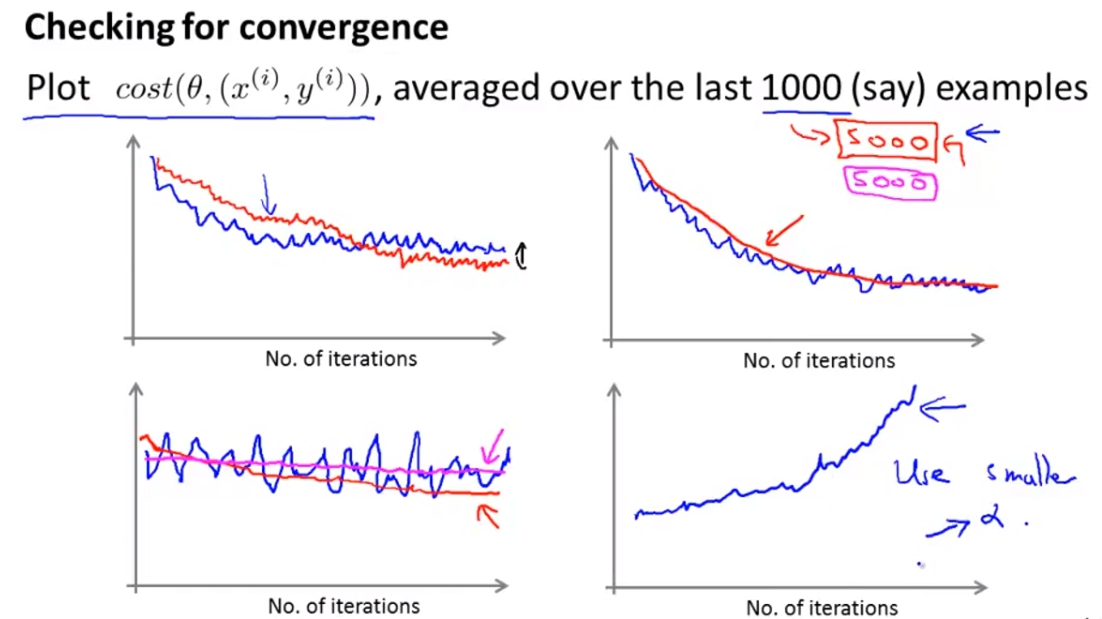 Checking for convergence
Plot cost(θ, (x^(i), y^(i))), averaged over the last 1000 (say) examples
5000
5000
No. of iterations
No. of iterations
Use smaller
α .
No. of iterations
No. of iterations